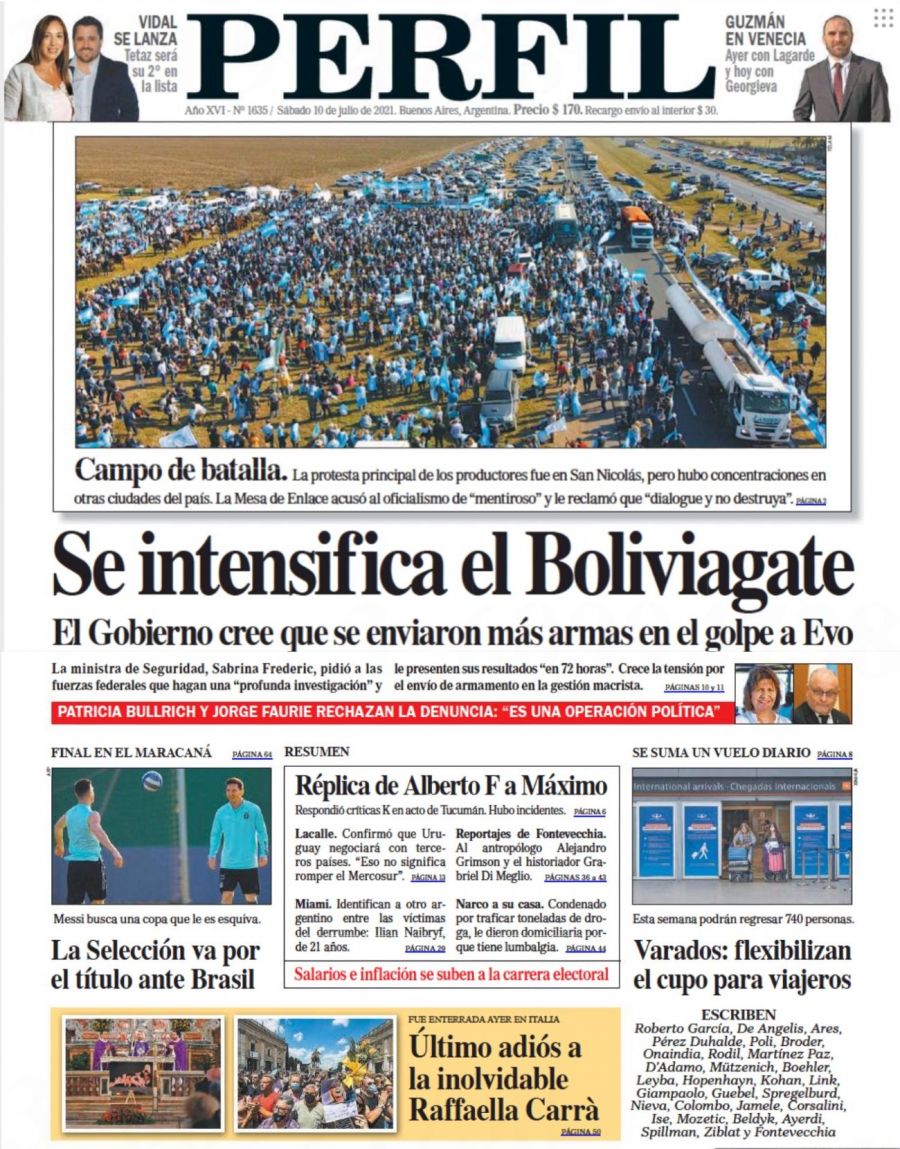 VIDAL
SE LANZA
Tetaz será
su 2° en
la lista
PERFIL
GUZMÁN
EN VENECIA
Ayer con Lagarde
y hoy con
Georgieva
Año XVI - Nº 1635 / Sábado 10 de julio de 2021. Buenos Aires, Argentina. Precio $ 170. Recargo envío al interior $ 30.
TELAM
Campo de batalla. La protesta principal de los productores fue en San Nicolás, pero hubo concentraciones en
otras ciudades del país. La Mesa de Enlace acusó al oficialismo de “mentiroso” y le reclamó que “dialogue y no destruya”. PÁGINA 2
Se intensifica el Boliviagate
El Gobierno cree que se enviaron más armas en el golpe a Evo
La ministra de Seguridad, Sabrina Frederic, pidió a las
fuerzas federales que hagan una “profunda investigación” y
le presenten sus resultados “en 72 horas”. Crece la tensión por
el envío de armamento en la gestión macrista. PÁGINAS 10 y 11
PATRICIA BULLRICH Y JORGE FAURIE RECHAZAN LA DENUNCIA: “ES UNA OPERACIÓN POLÍTICA”
FINAL EN EL MARACANÁ PÁGINA 64
Messi busca una copa que le es esquiva.
La Selección va por
el título ante Brasil
RESUMEN
Réplica de Alberto F a Máximo
Respondió críticas K en acto de Tucumán. Hubo incidentes. PÁGINA 6
Lacalle. Confirmó que Uru-
guay negociará con terce-
ros países. “Eso no significa
romper el Mercosur”. PÁGINA 13
Miami. Identifican a otro ar-
gentino entre las víctimas
del derrumbe: Ilian Naibryf,
de 21 años. PÁGINA 29
Reportajes de Fontevecchia.
Al antropólogo Alejandro
Grimson y el historiador Gra-
briel Di Meglio. PÁGINAS 36 a 43
Narco a su casa. Condenado
por traficar toneladas de dro-
ga, le dieron domiciliaria por-
que tiene lumbalgia. PÁGINA 44
Salarios e inflación se suben a la carrera electoral
SE SUMA UN VUELO DIARIO PÁGINA 8
International arrivals - Chegadas internacionais
Esta semana podrán regresar 740 personas.
Varados: flexibilizan
el cupo para viajeros
FUE ENTERRADA AYER EN ITALIA
Último adiós a
la inolvidable
Raffaella Carrà
PÁGINA 50
ESCRIBEN
Roberto García, De Angelis, Ares,
Pérez Duhalde, Poli, Broder,
Onaindia, Rodil, Martínez Paz,
D'Adamo, Mützenich, Boehler,
Leyba, Hopenhayn, Kohan, Link,
Giampaolo, Guebel, Spregelburd,
Nieva, Colombo, Jamele, Corsalini,
Ise, Mozetic, Beldyk, Ayerdi,
Spillman, Ziblat y Fontevecchia